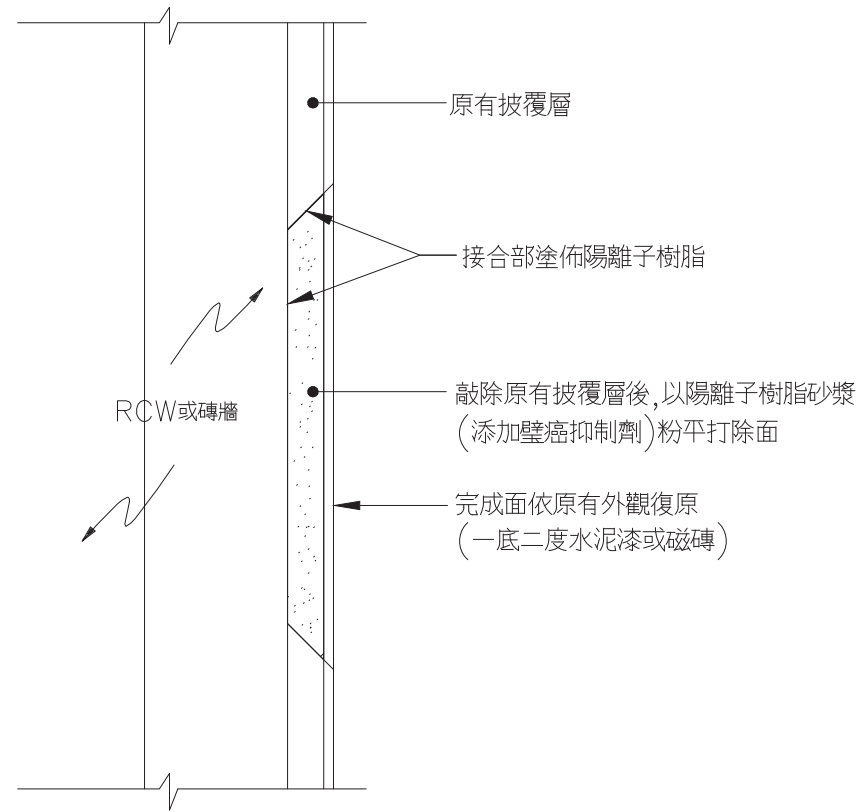 原有披覆層
接合部塗佈陽離子樹脂
RCW或磚牆
敲除原有披覆層後,以陽離子樹脂砂漿
(添加壁癌抑制劑)粉平打除面
完成面依原有外觀復原
(一底二度水泥漆或磁磚)